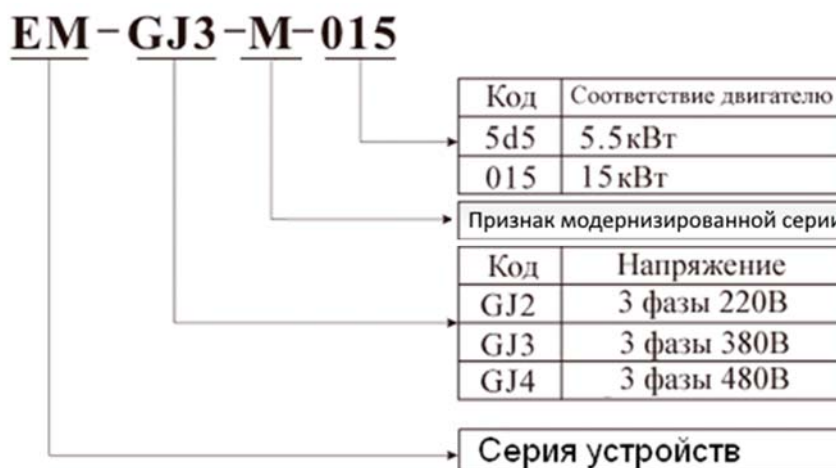 EM-GJ3-M-015
Код Соответствие двигателю
5d5 5.5кВт
015 15кВт
Признак модернизированной серии
Код Напряжение
GJ2 3 фазы 220В
GJ3 3 фазы 380В
GJ4 3 фазы 480В
Серия устройств